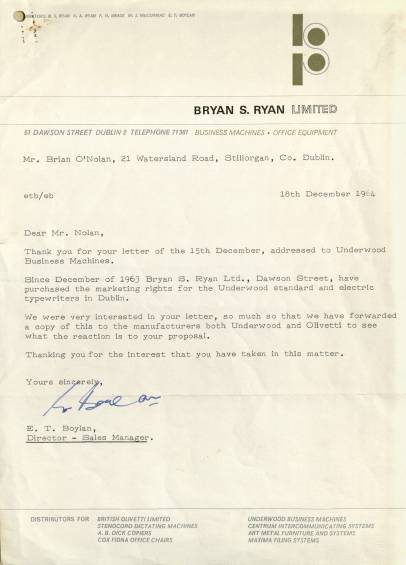 DIRECTORS: B. S. RYAN R. A. RYAN F. H. MEADE M. J. McCORMAC E. T. BOYLAN
BRYAN S. RYAN LIMITED
51 DAWSON STREET DUBLIN 2 TELEPHONE 71381 BUSINESS MACHINES • OFFICE EQUIPMENT
Mr. Brian O'Nolan, 21 Watersland Road, Stillorgan, Co. Dublin.
etb/eb 18th December 1964
Dear Mr. Nolan,
Thank you for your letter of the 15th December, addressed to Underwood
Business Machines.
Since December of 1963 Bryan S. Ryan Ltd., Dawson Street, have
purchased the marketing rights for the Underwood standard and electric
typewriters in Dublin.
We were very interested in your letter, so much so that we have forwarded
a copy of this to the manufacturers both Underwood and Olivetti to see
what the reaction is to your proposal.
Thanking you for the interest that you have taken in this matter.
Yours sincerely,
E. T. Boylan,
Director - Sales Manager.
DISTRIBUTORS FOR BRITISH OLIVETTI LIMITED UNDERWOOD BUSINESS MACHINES
STENOCORD DICTATING MACHINES CENTRUM INTERCOMMUNICATING SYSTEMS
A. B. DICK COPIERS ART METAL FURNITURE AND SYSTEMS
COX FIONA OFFICE CHAIRS MAXIMA FILING SYSTEMS